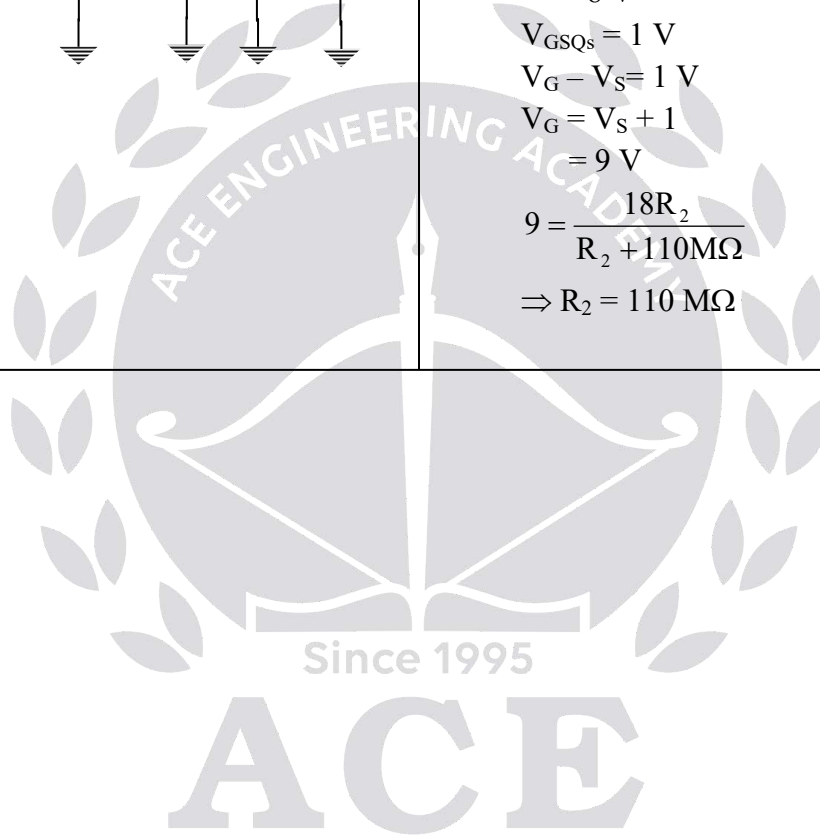 V_GSQs = 1 V
V_G – V_S= 1 V
V_G = V_S + 1
= 9 V
9 = 18R_2 / (R_2 + 110MΩ)
⇒ R_2 = 110 MΩ
ACE ENGINEERING ACADEMY
Since 1995
ACE